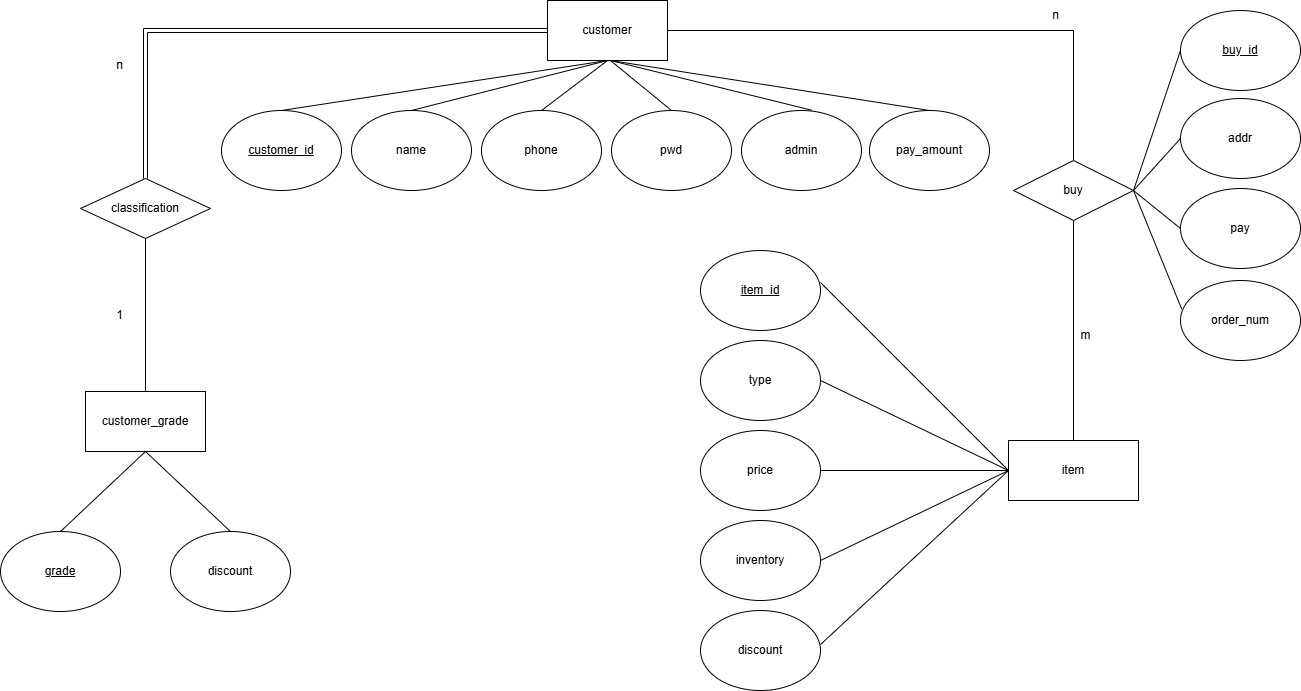 customer
n
n
buy_id
customer_id
name
phone
pwd
admin
pay_amount
addr
classification
buy
pay
item_id
1
order_num
m
type
customer_grade
price
item
inventory
grade
discount
discount